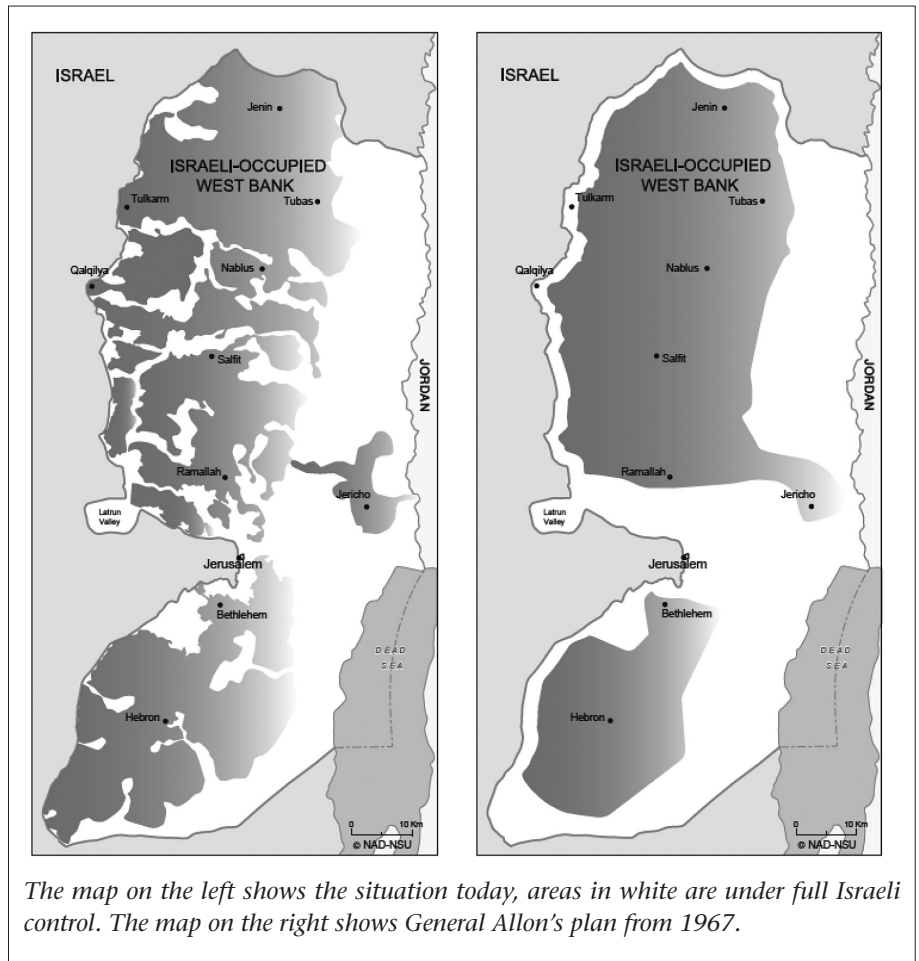 ISRAEL
Jenin
ISRAELI-OCCUPIED
WEST BANK
Tulkarm
Tubas
Qalqilya
Nablus
Salfit
JORDAN
Ramallah
Jericho
Latrun
Valley
Jerusalem
Bethlehem
DEAD
SEA
Hebron
0 10 Km
© NAD-NSU
ISRAEL
Jenin
ISRAELI-OCCUPIED
WEST BANK
Tulkarm
Tubas
Qalqilya
Nablus
Salfit
JORDAN
Ramallah
Jericho
Latrun
Valley
Jerusalem
Bethlehem
DEAD
SEA
Hebron
0 10 Km
© NAD-NSU
The map on the left shows the situation today, areas in white are under full Israeli
control. The map on the right shows General Allon's plan from 1967.